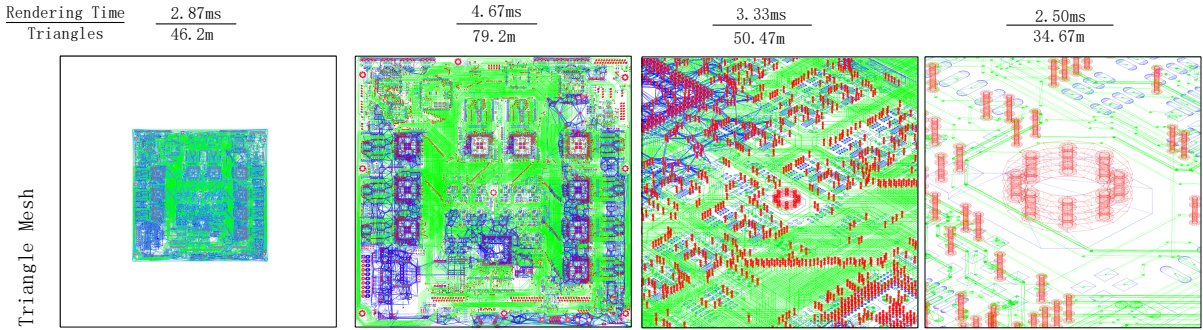 Rendering Time 2.87ms 4.67ms 3.33ms 2.50ms
Triangles 46.2m 79.2m 50.47m 34.67m
Triangle Mesh